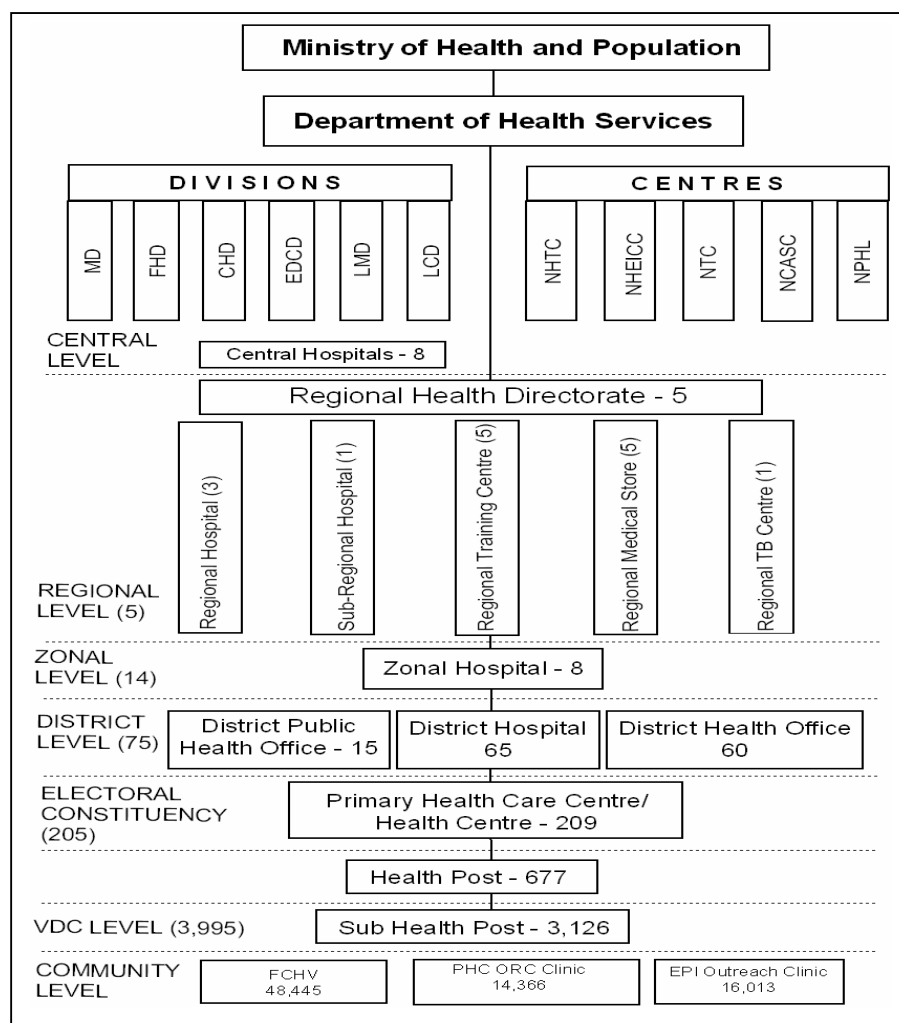 Ministry of Health and Population
Department of Health Services
DIVISIONS
CENTRES
MD
FHD
CHD
EDCD
LMD
LCD
NHTC
NHEICC
NTC
NCASC
NPHL
CENTRAL
LEVEL
Central Hospitals - 8
Regional Health Directorate - 5
Regional Hospital (3)
Sub-Regional Hospital (1)
Regional Training Centre (5)
Regional Medical Store (5)
Regional TB Centre (1)
REGIONAL
LEVEL (5)
ZONAL
LEVEL (14)
Zonal Hospital - 8
DISTRICT
LEVEL (75)
District Public
Health Office - 15
District Hospital
65
District Health Office
60
ELECTORAL
CONSTITUENCY
(205)
Primary Health Care Centre/
Health Centre - 209
Health Post - 677
VDC LEVEL (3,995)
Sub Health Post - 3,126
COMMUNITY
LEVEL
FCHV
48,445
PHC ORC Clinic
14,366
EPI Outreach Clinic
16,013